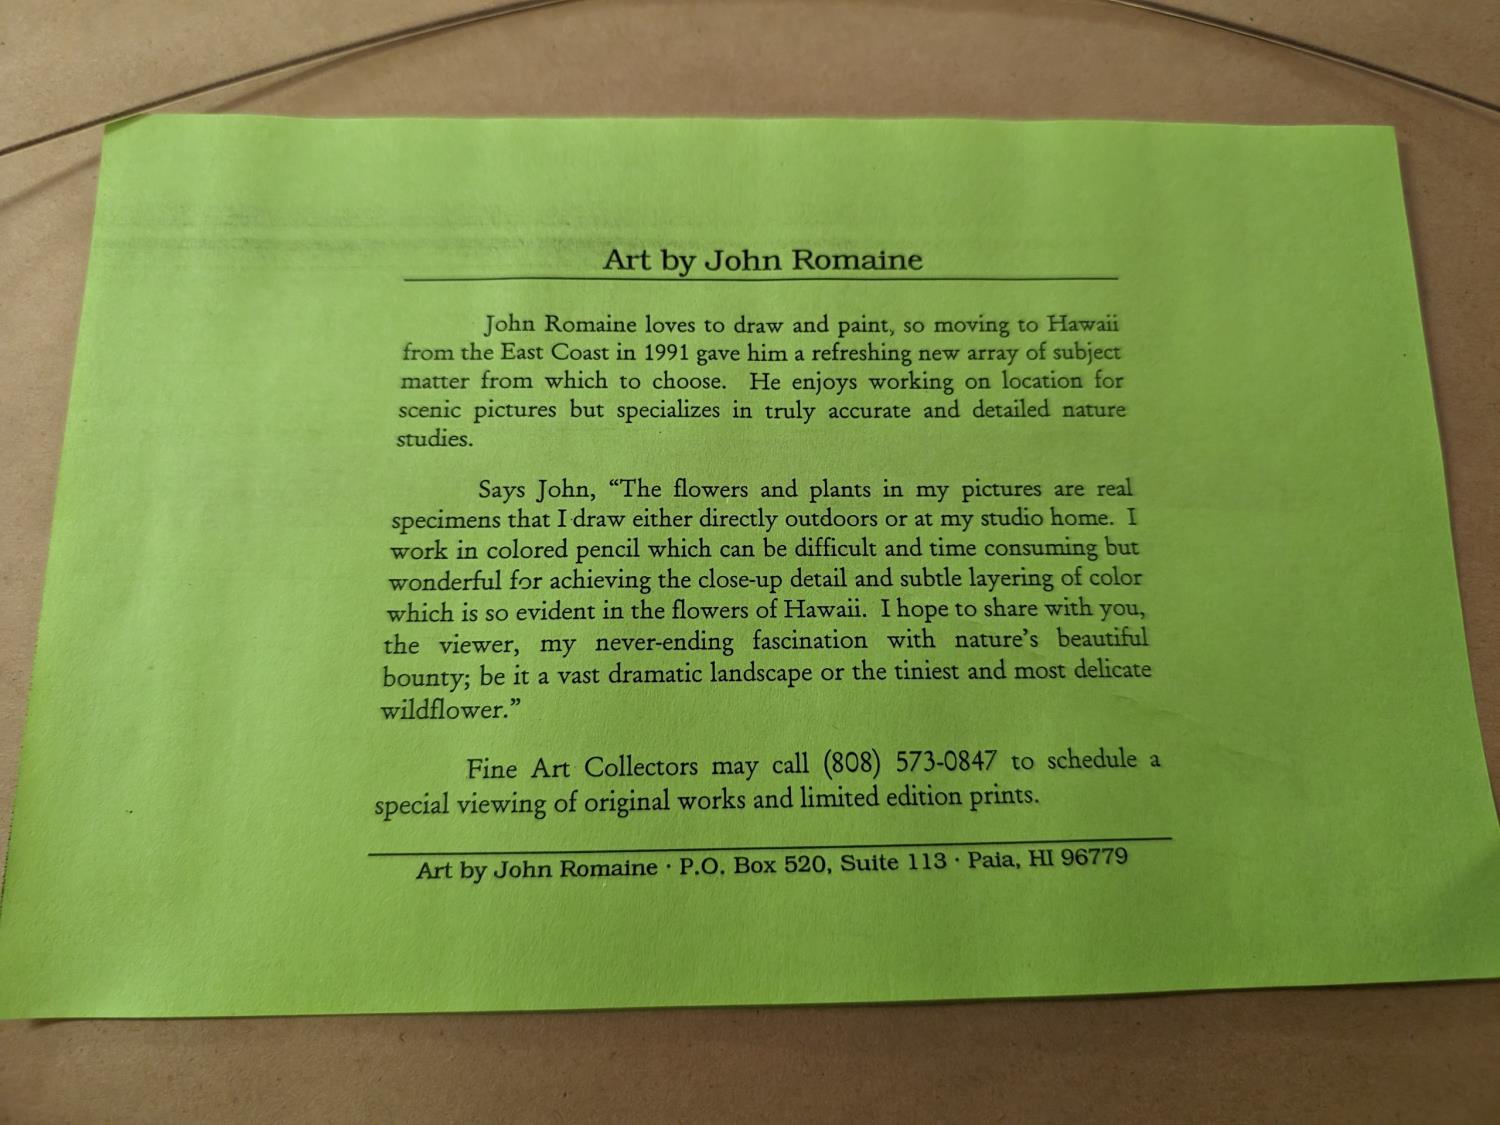 Art by John Romaine
John Romaine loves to draw and paint, so moving to Hawaii
from the East Coast in 1991 gave him a refreshing new array of subject
matter from which to choose. He enjoys working on location for
scenic pictures but specializes in truly accurate and detailed nature
studies.
Says John, “The flowers and plants in my pictures are real
specimens that I draw either directly outdoors or at my studio home. I
work in colored pencil which can be difficult and time consuming but
wonderful for achieving the close-up detail and subtle layering of color
which is so evident in the flowers of Hawaii. I hope to share with you,
the viewer, my never-ending fascination with nature’s beautiful
bounty; be it a vast dramatic landscape or the tiniest and most delicate
wildflower.”
Fine Art Collectors may call (808) 573-0847 to schedule a
special viewing of original works and limited edition prints.
Art by John Romaine · P.O. Box 520, Suite 113 · Paia, HI 96779